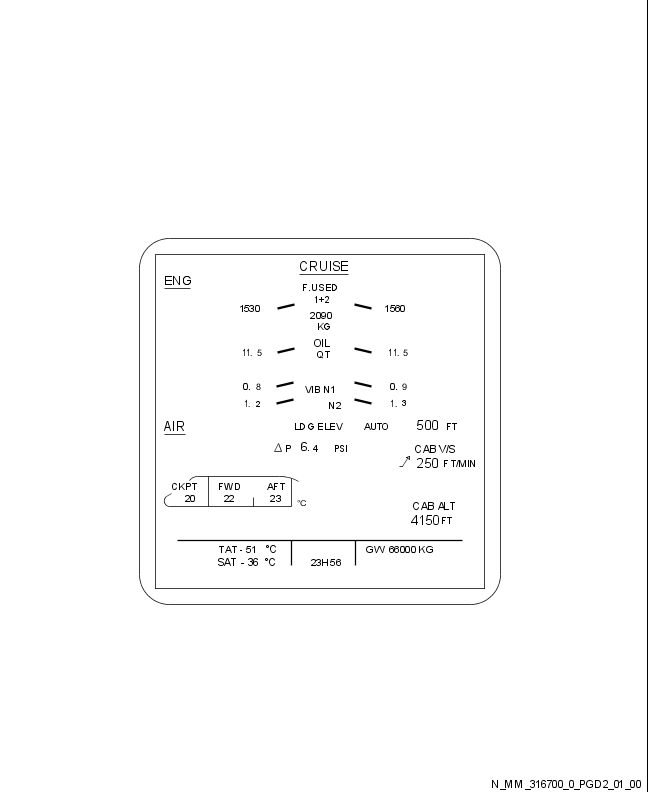 CRUISE
ENG
F.USED
1+2
1530 2090 1560
KG
OIL
11.5 QT 11.5
0.8 VIB N1 0.9
1.2 N2 1.3
AIR LDG ELEV AUTO 500 FT
Δ P 6.4 PSI CAB V/S
250 FT/MIN
CKPT FWD AFT
20 22 23 °C
CAB ALT
4150 FT
TAT - 51 °C GW 66000 KG
SAT - 36 °C 23H56
N_MM_316700_0_PGD2_01_00